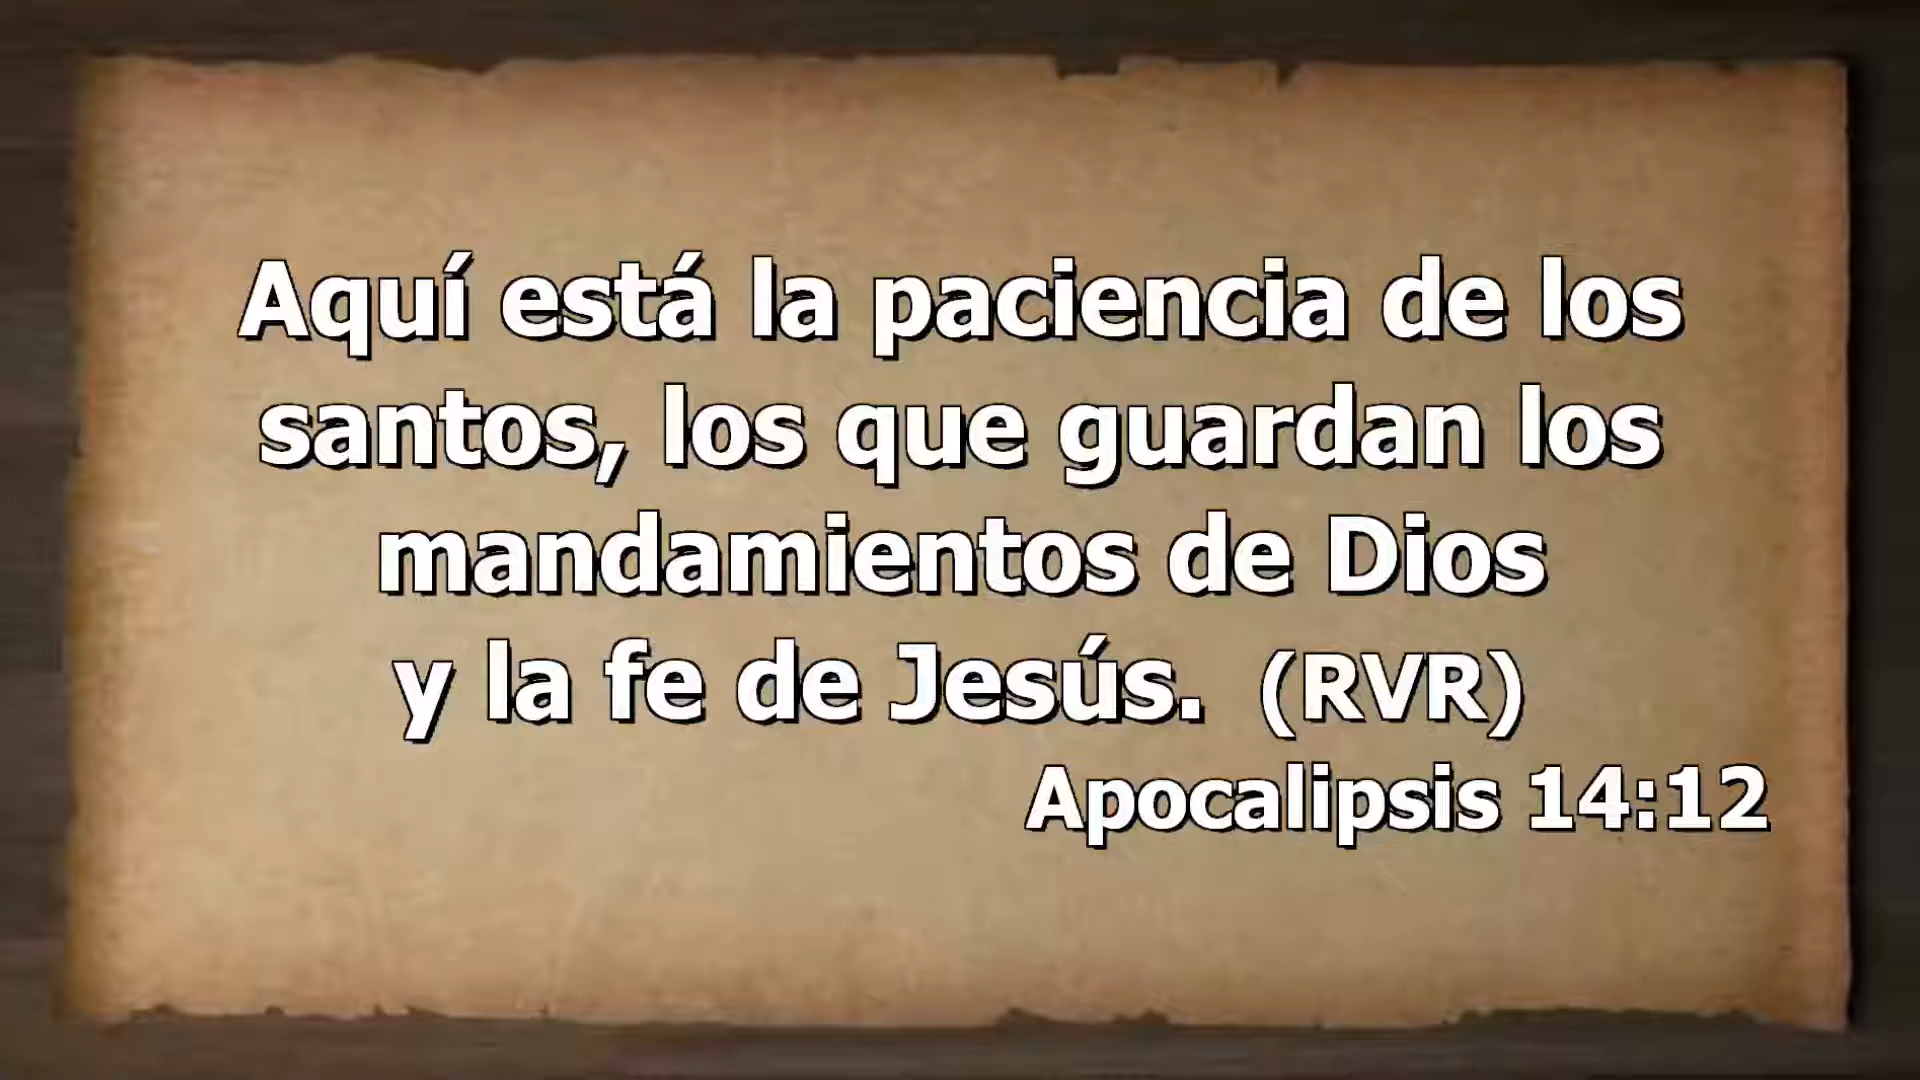 Aquí está la paciencia de los
santos, los que guardan los
mandamientos de Dios
y la fe de Jesús. (RVR)
Apocalipsis 14:12